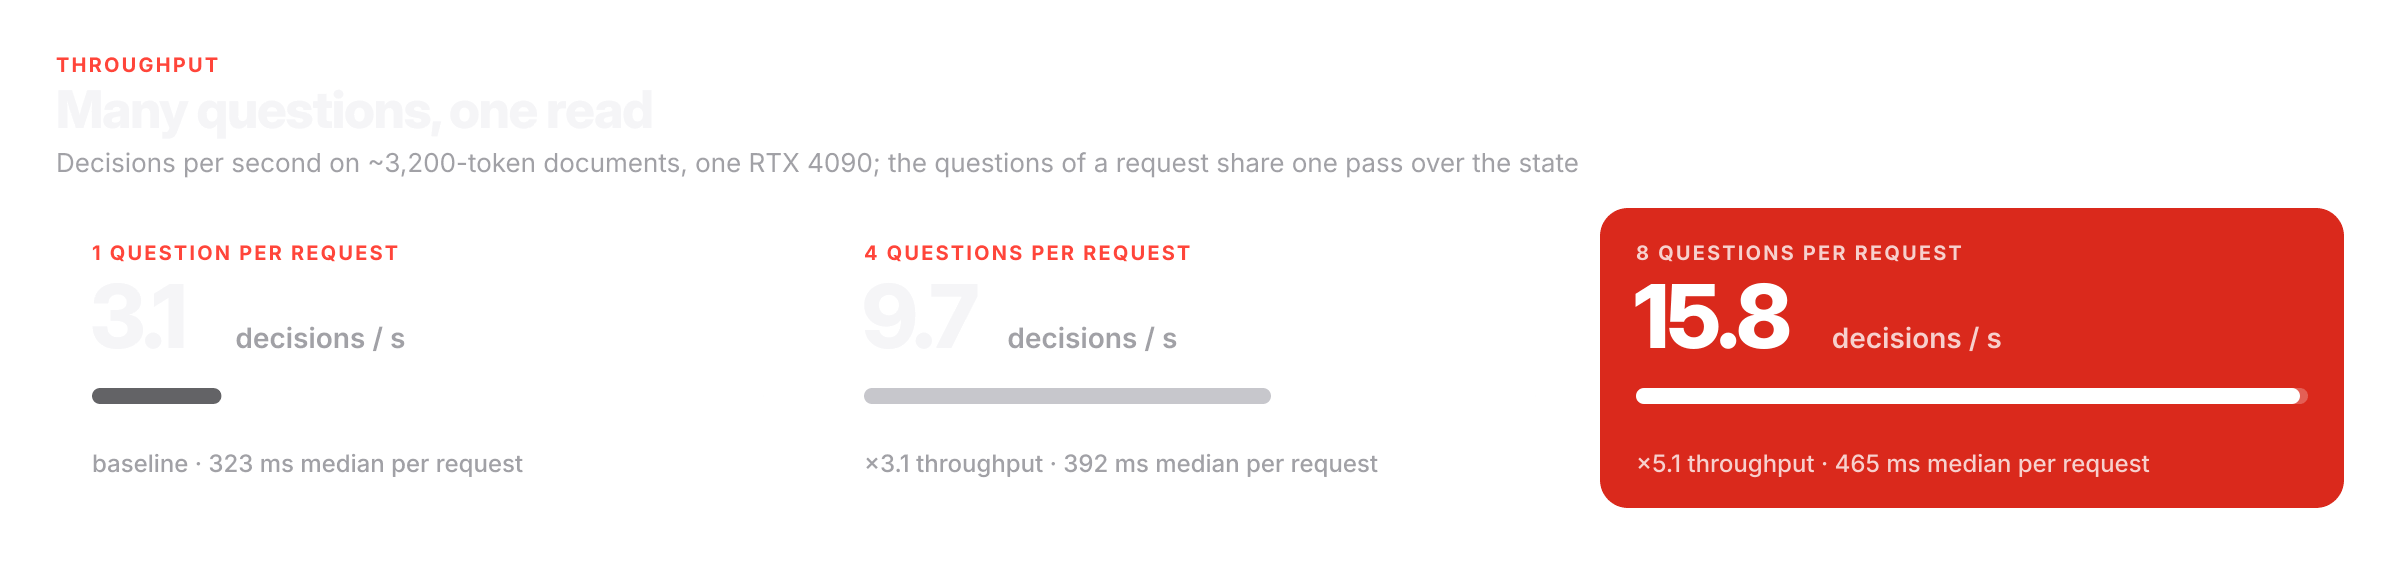 THROUGHPUT
Many questions, one read
Decisions per second on ~3,200-token documents, one RTX 4090; the questions of a request share one pass over the state
1 QUESTION PER REQUEST
3.1 decisions / s
baseline · 323 ms median per request
4 QUESTIONS PER REQUEST
9.7 decisions / s
×3.1 throughput · 392 ms median per request
8 QUESTIONS PER REQUEST
15.8 decisions / s
×5.1 throughput · 465 ms median per request